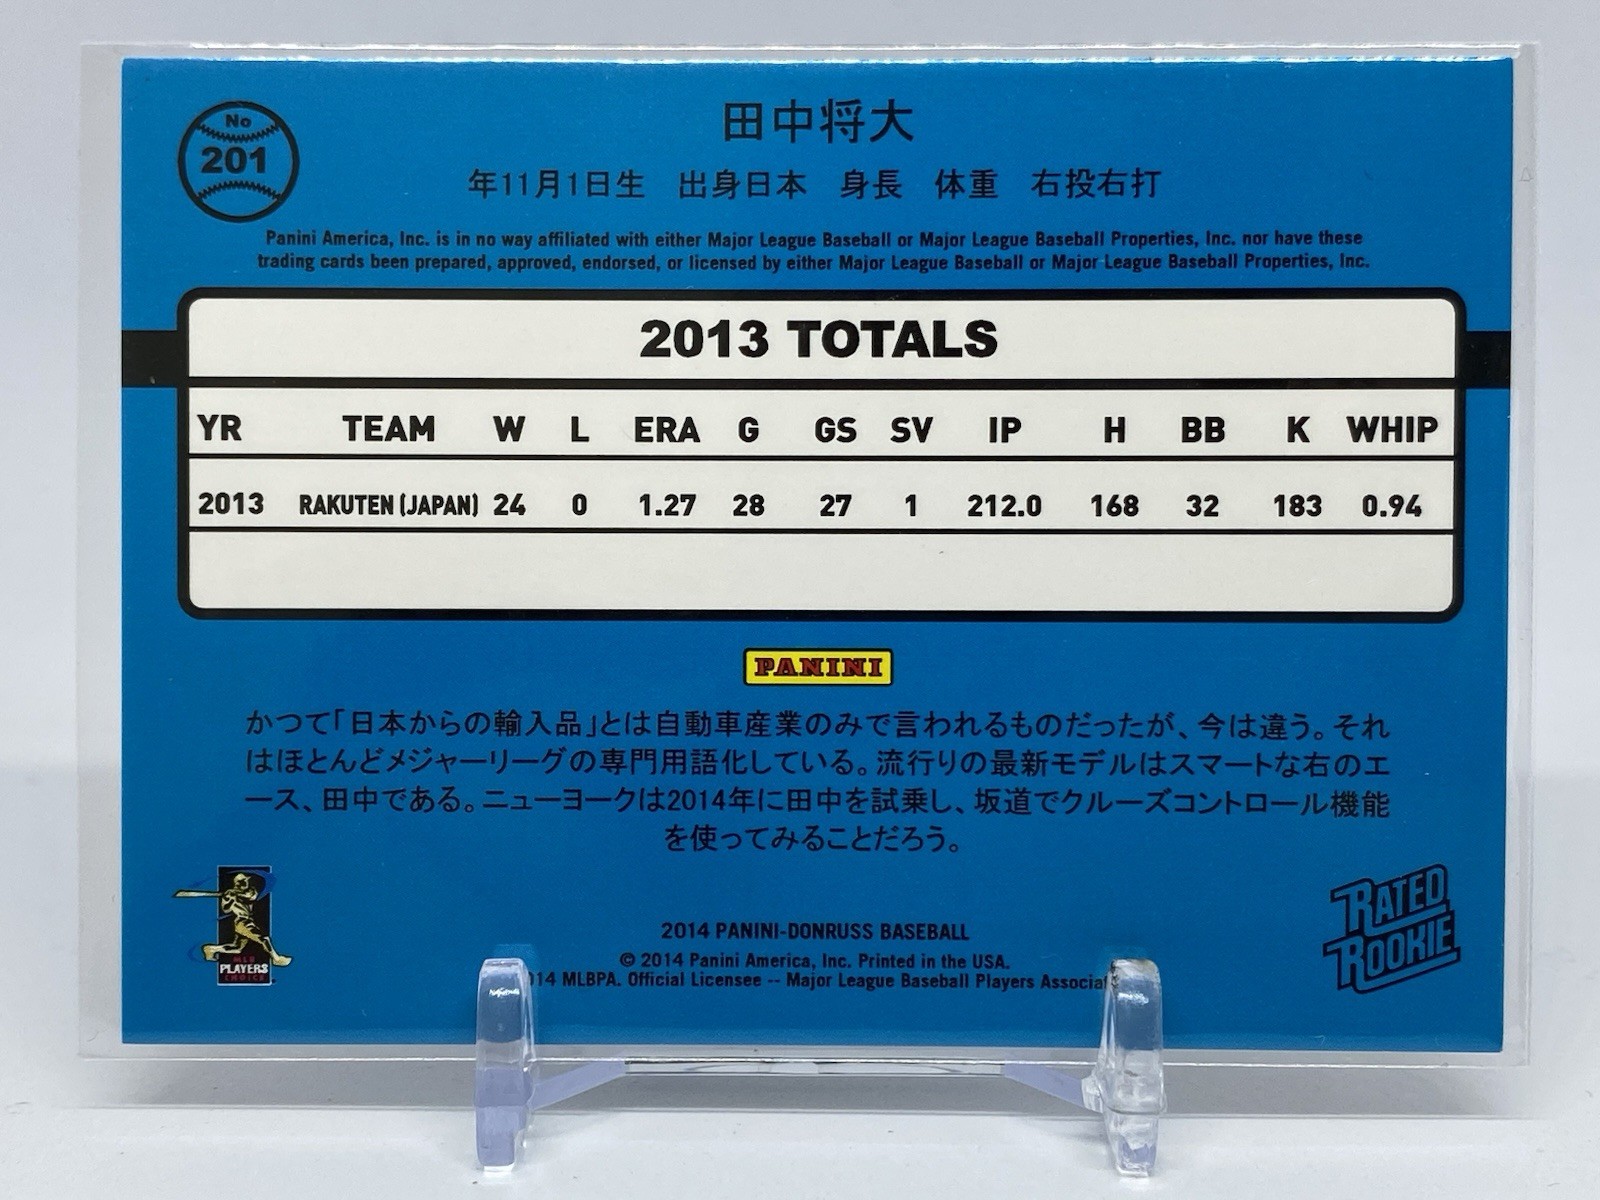 No
201
田中将大
年11月1日生 出身日本 身長 体重 右投右打
Panini America, Inc. is in no way affiliated with either Major League Baseball or Major League Baseball Properties, Inc. nor have these
trading cards been prepared, approved, endorsed, or licensed by either Major League Baseball or Major League Baseball Properties, Inc.
2013 TOTALS
YR TEAM W L ERA G GS SV IP H BB K WHIP
2013 RAKUTEN (JAPAN) 24 0 1.27 28 27 1 212.0 168 32 183 0.94
PANINI
かつて「日本からの輸入品」とは自動車産業のみで言われるものだったが、今は違う。それ
はほとんどメジャーリーグの専門用語化している。流行りの最新モデルはスマートな右のエ
ース、田中である。ニューヨークは2014年に田中を試乗し、坂道でクルーズコントロール機能
を使ってみることだろう。
MLB
PLAYERS
CHOICE
RATED
ROOKIE
2014 PANINI-DONRUSS BASEBALL
© 2014 Panini America, Inc. Printed in the USA.
14 MLBPA. Official Licensee -- Major League Baseball Players